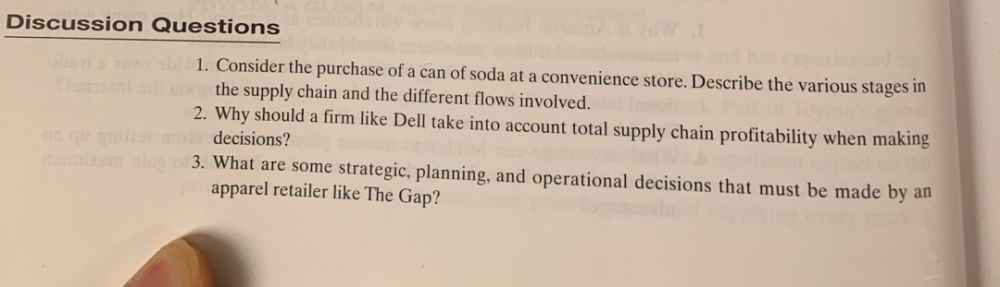 Discussion Questions
1. Consider the purchase of a can of soda at a convenience store. Describe the various stages in
the supply chain and the different flows involved.
2. Why should a firm like Dell take into account total supply chain profitability when making
decisions?
3. What are some strategic, planning, and operational decisions that must be made by an
apparel retailer like The Gap?